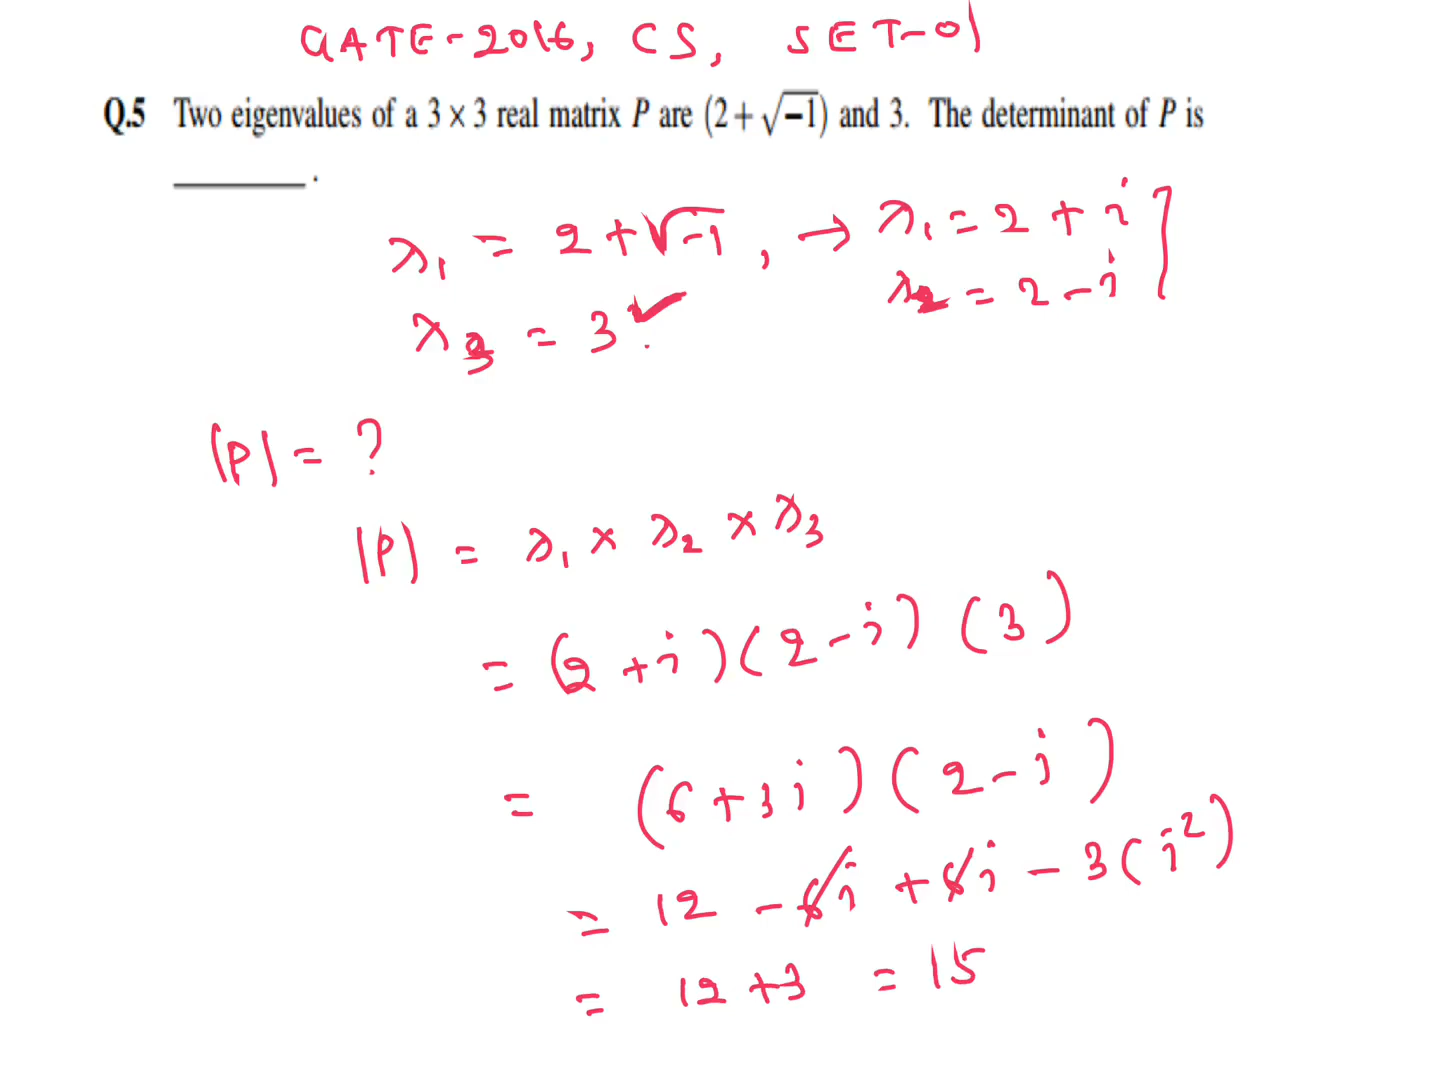 GATE-2016, CS, SET-01
Q.5 Two eigenvalues of a 3 × 3 real matrix P are (2+√−1) and 3. The determinant of P is
________.
λ₁ = 2+√-1, → λ₁ = 2 + i
λ₂ = 2 - i
λ₃ = 3 ✓
|P| = ?
|P| = λ₁ × λ₂ × λ₃
= (2 + i)(2 - i)(3)
= (6 + 3i)(2 - i)
= 12 - 6i + 6i - 3(i²)
= 12 + 3 = 15